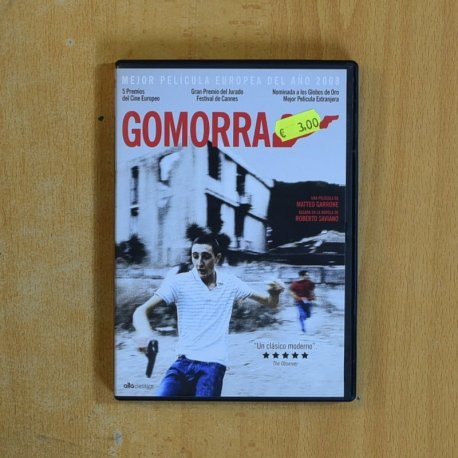 MEJOR PELÍCULA EUROPEA DEL AÑO 2008
5 Premios
del Cine Europeo
Gran Premio del Jurado
Festival de Cannes
Nominada a los Globos de Oro
Mejor Película Extranjera
GOMORRA
€ 3,00
UNA PELÍCULA DE
MATTEO GARRONE
BASADA EN LA NOVELA DE
ROBERTO SAVIANO
"Un clásico moderno".
★★★★★
The Observer
alta